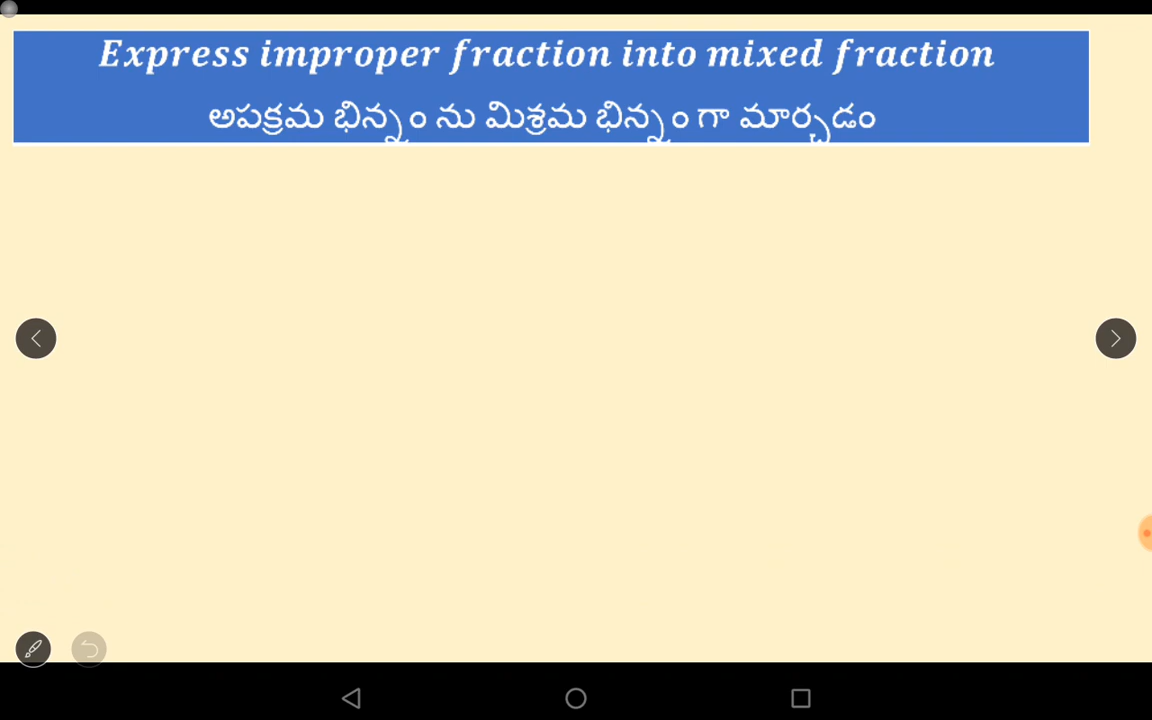 Express improper fraction into mixed fraction
అపక్రమ భిన్నం ను మిశ్రమ భిన్నం గా మార్చడం